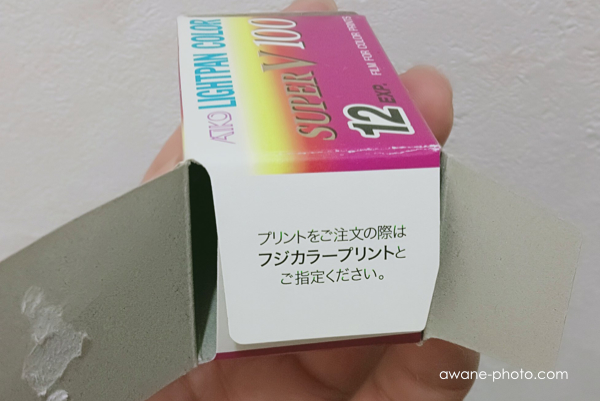 AIKO LIGHTPAN COLOR
SUPER V 100
12 EXP. FILM FOR COLOR PRINTS
プリントをご注文の際は
フジカラープリントと
ご指定ください。
awane-photo.com